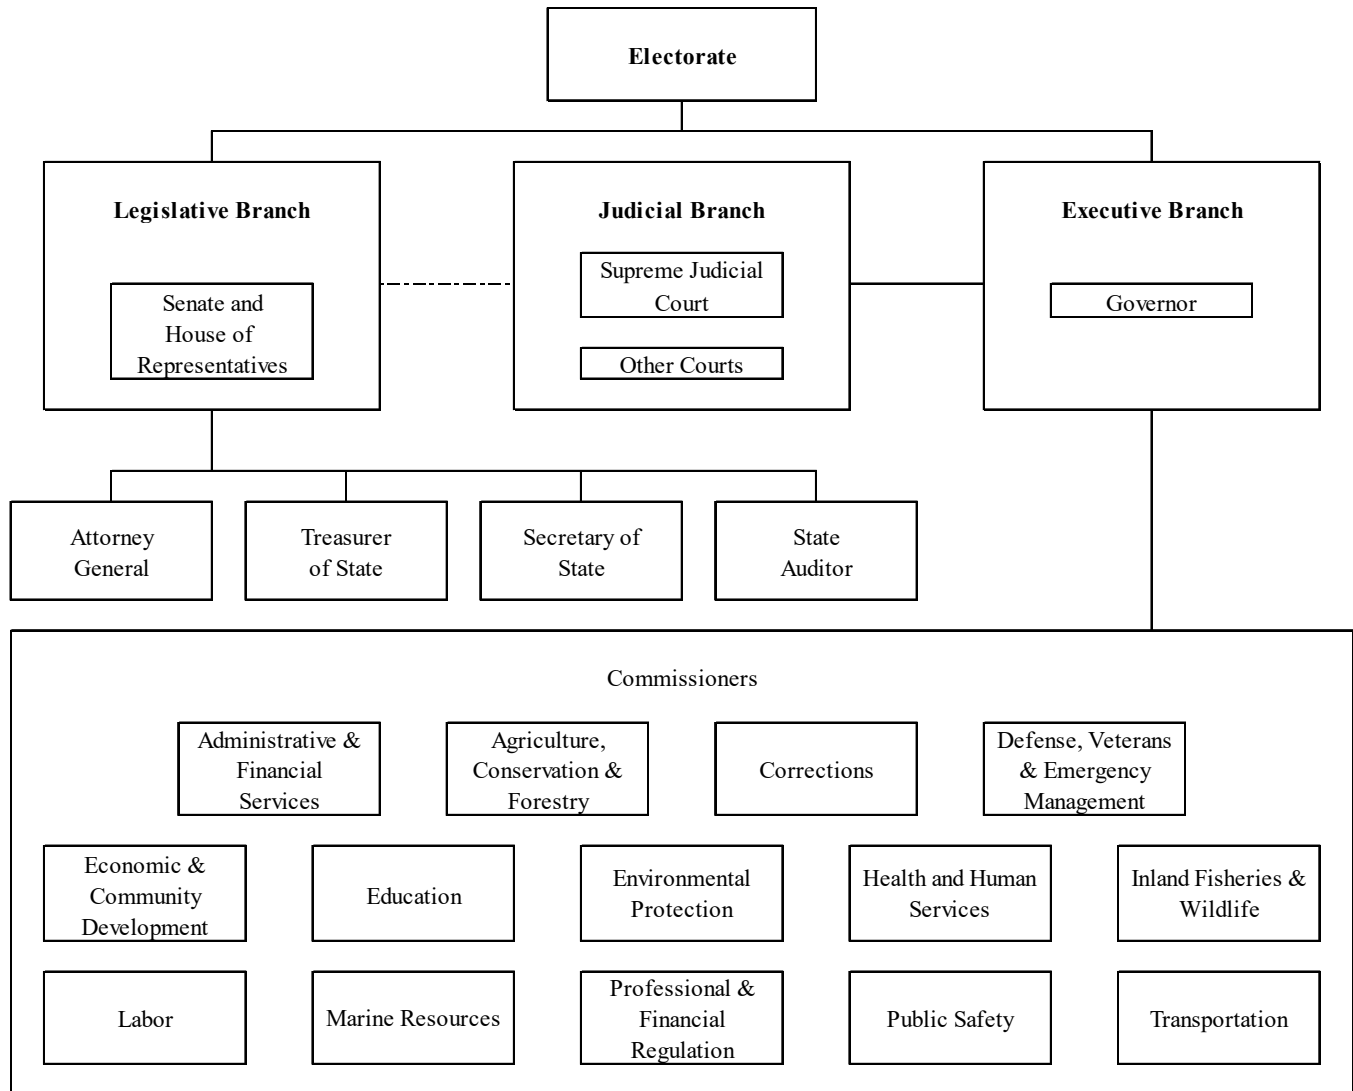 Electorate
Legislative Branch
Senate and
House of
Representatives
Judicial Branch
Supreme Judicial
Court
Other Courts
Executive Branch
Governor
Attorney
General
Treasurer
of State
Secretary of
State
State
Auditor
Commissioners
Administrative &
Financial
Services
Agriculture,
Conservation &
Forestry
Corrections
Defense, Veterans
& Emergency
Management
Economic &
Community
Development
Education
Environmental
Protection
Health and Human
Services
Inland Fisheries &
Wildlife
Labor
Marine Resources
Professional &
Financial
Regulation
Public Safety
Transportation